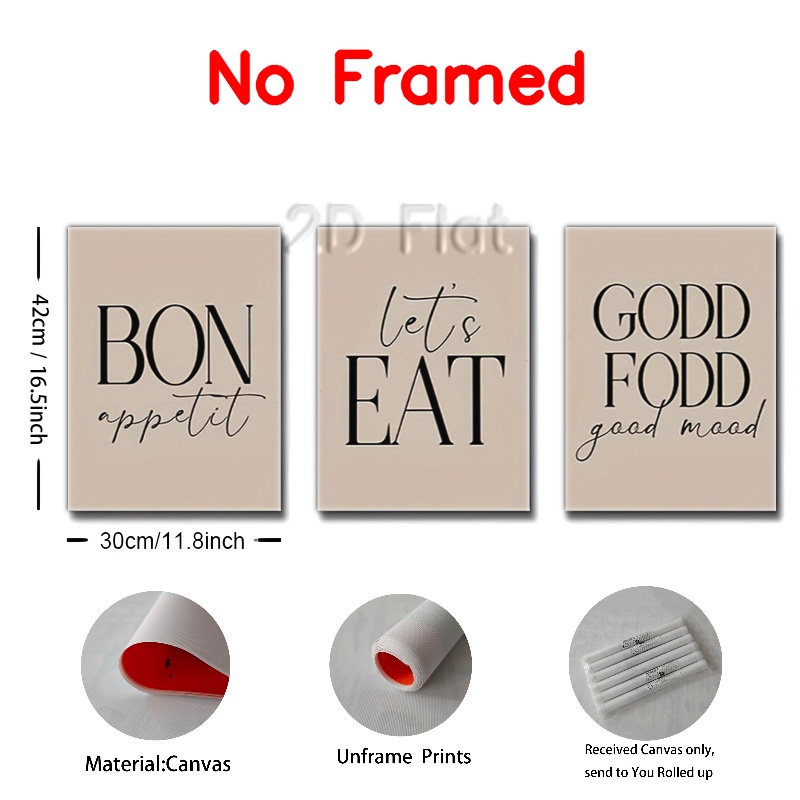 No Framed
2D Flat
BON
appetit
let's
EAT
GODD
FODD
good mood
42cm / 16.5inch
30cm/11.8inch
Material:Canvas
Unframe Prints
Received Canvas only,
send to You Rolled up